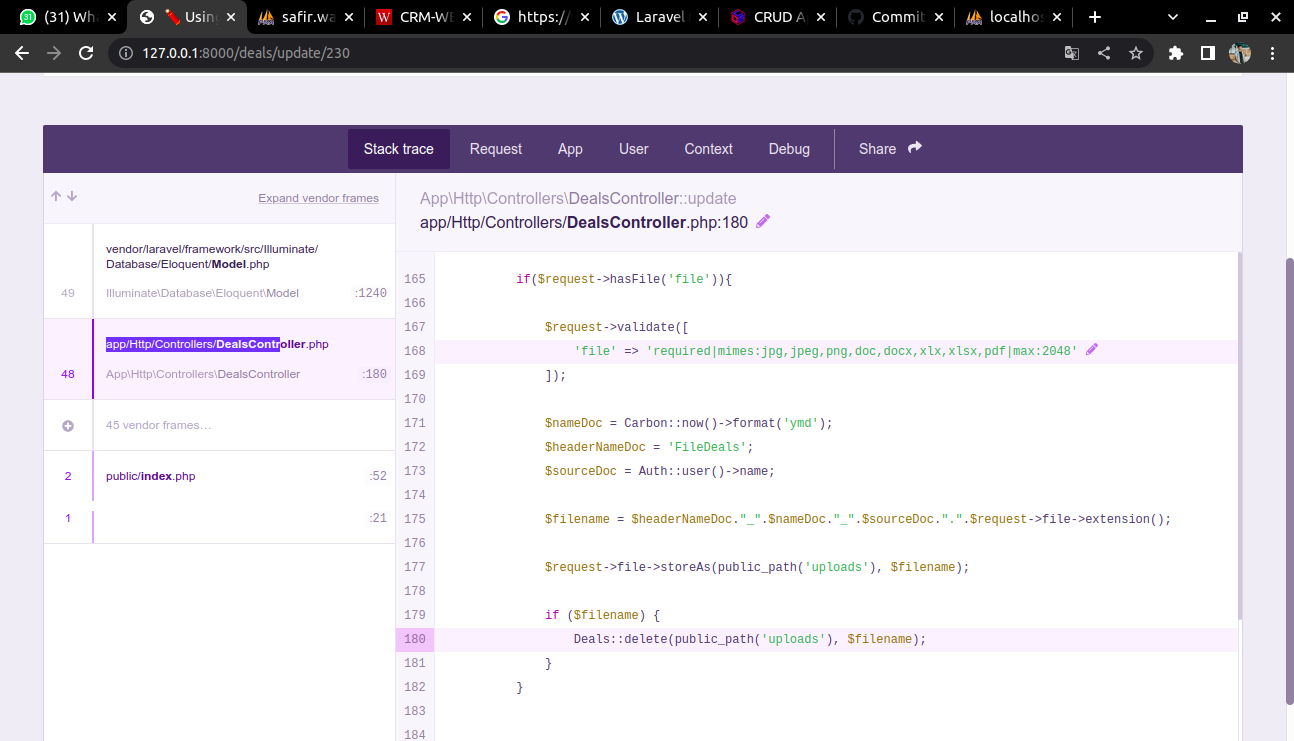 (31) Wh
Using
safir.wa
CRM-WE
https://
Laravel
CRUD A
Commit
localhos
127.0.0.1:8000/deals/update/230
Stack trace
Request
App
User
Context
Debug
Share
Expand vendor frames
vendor/laravel/framework/src/Illuminate/
Database/Eloquent/Model.php
49 Illuminate\Database\Eloquent\Model :1240
app/Http/Controllers/DealsController.php
48 App\Http\Controllers\DealsController :180
45 vendor frames…
2 public/index.php :52
1 :21
App\Http\Controllers\DealsController::update
app/Http/Controllers/DealsController.php:180
165 if($request->hasFile('file')){
166
167 $request->validate([
168 'file' => 'required|mimes:jpg,jpeg,png,doc,docx,xlx,xlsx,pdf|max:2048'
169 ]);
170
171 $nameDoc = Carbon::now()->format('ymd');
172 $headerNameDoc = 'FileDeals';
173 $sourceDoc = Auth::user()->name;
174
175 $filename = $headerNameDoc."_".$nameDoc."_".$sourceDoc.".".$request->file->extension();
176
177 $request->file->storeAs(public_path('uploads'), $filename);
178
179 if ($filename) {
180 Deals::delete(public_path('uploads'), $filename);
181 }
182 }
183
184